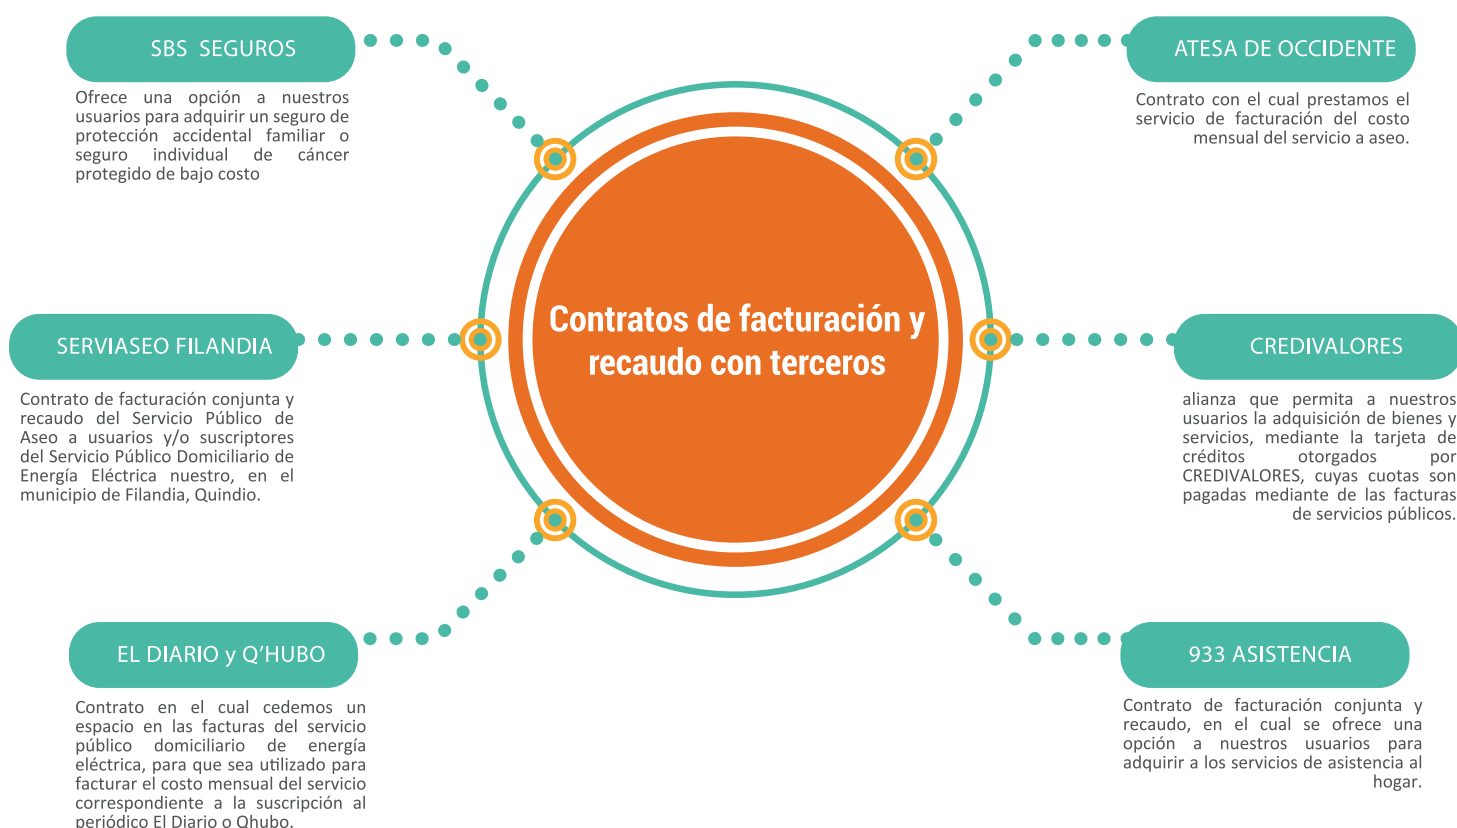 SBS SEGUROS
Ofrece una opción a nuestros
usuarios para adquirir un seguro de
protección accidental familiar o
seguro individual de cáncer
protegido de bajo costo
ATESA DE OCCIDENTE
Contrato con el cual prestamos el
servicio de facturación del costo
mensual del servicio a aseo.
Contratos de facturación y
recaudo con terceros
SERVIASEO FILANDIA
Contrato de facturación conjunta y
recaudo del Servicio Público de
Aseo a usuarios y/o suscriptores
del Servicio Público Domiciliario de
Energía Eléctrica nuestro, en el
municipio de Filandia, Quindio.
CREDIVALORES
alianza que permita a nuestros
usuarios la adquisición de bienes y
servicios, mediante la tarjeta de
créditos otorgados por
CREDIVALORES, cuyas cuotas son
pagadas mediante de las facturas
de servicios públicos.
EL DIARIO y Q'HUBO
Contrato en el cual cedemos un
espacio en las facturas del servicio
público domiciliario de energía
eléctrica, para que sea utilizado para
facturar el costo mensual del servicio
correspondiente a la suscripción al
periódico El Diario o Qhubo.
933 ASISTENCIA
Contrato de facturación conjunta y
recaudo, en el cual se ofrece una
opción a nuestros usuarios para
adquirir a los servicios de asistencia al
hogar.